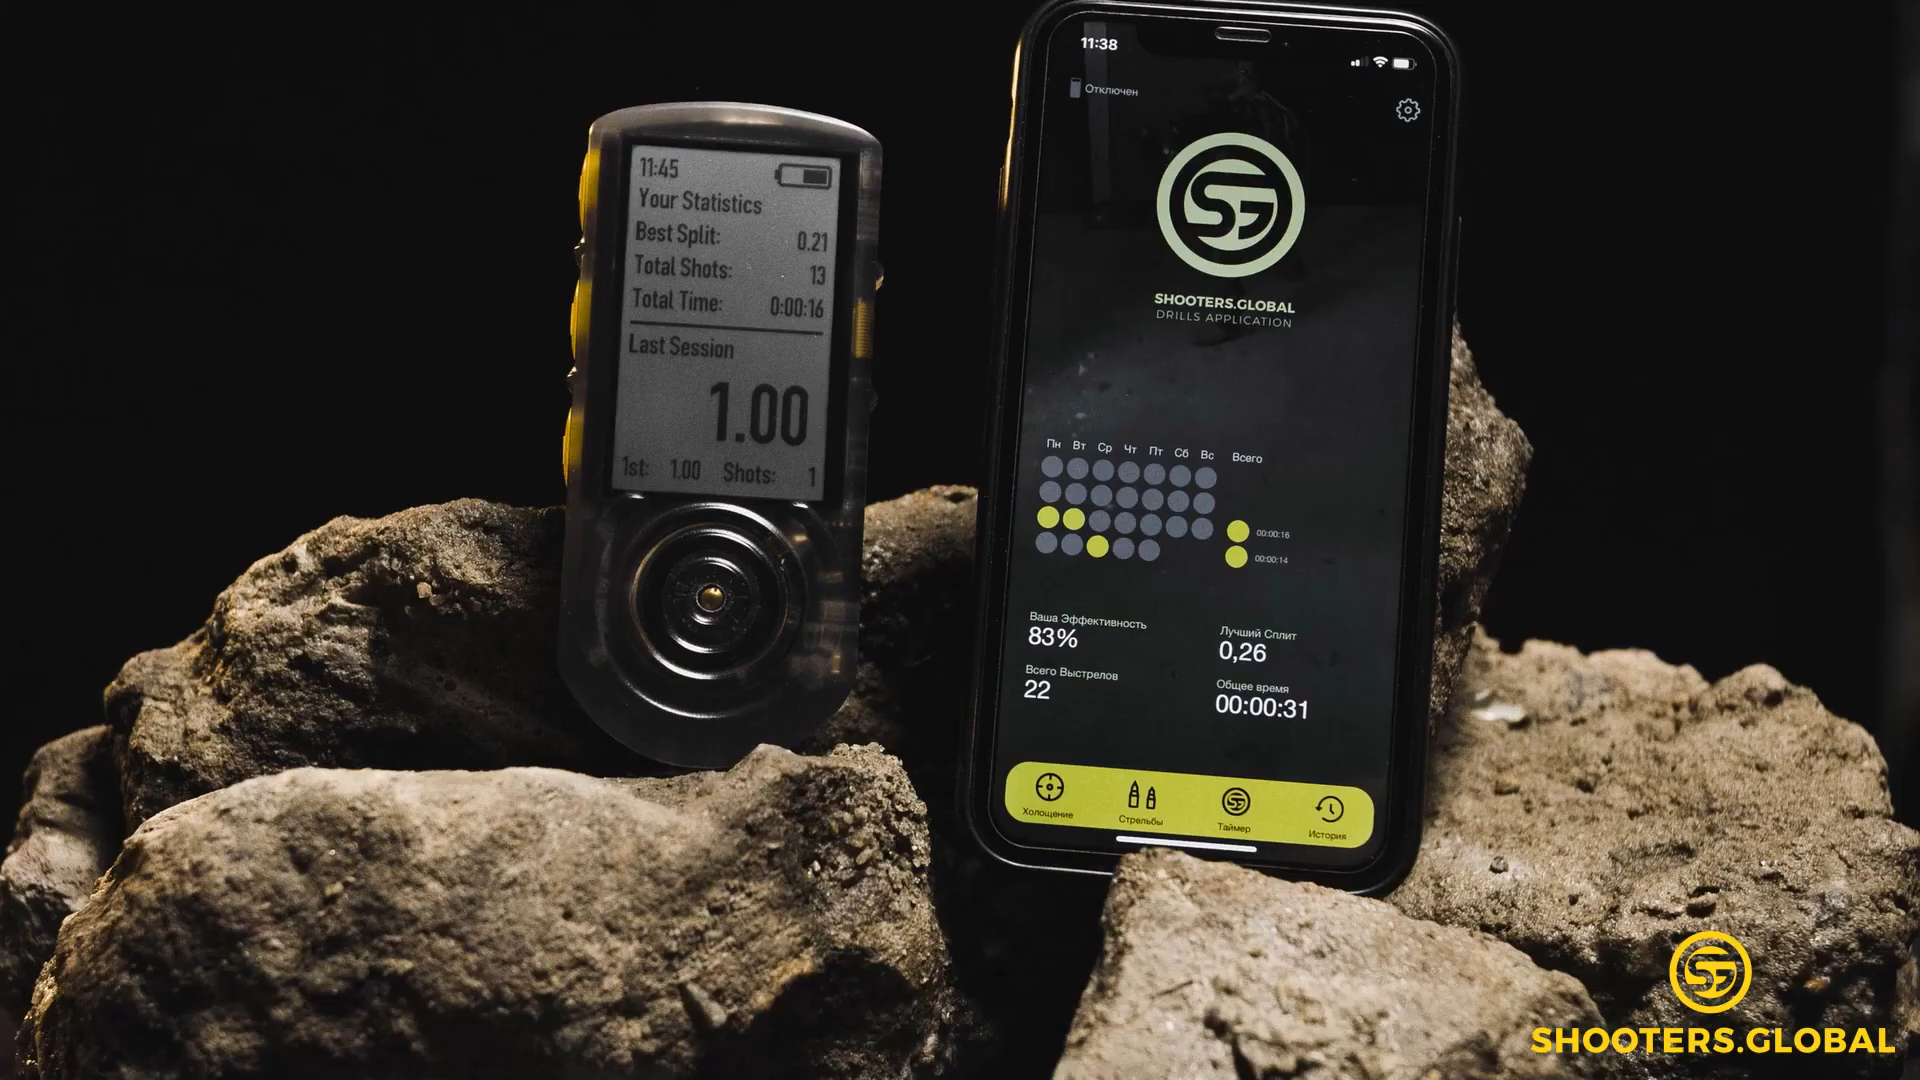 11:45
Your Statistics
Best Split: 0.21
Total Shots: 13
Total Time: 0:00:16
Last Session
1.00
1st: 1.00 Shots: 1
11:38
Отключен
SG
SHOOTERS.GLOBAL
DRILLS APPLICATION
Пн Вт Ср Чт Пт Сб Вс Всего
00:00:16
00:00:14
Ваша Эффективность
83%
Лучший Сплит
0,26
Всего Выстрелов
22
Общее время
00:00:31
Холощение
Стрельбы
Таймер
История
SG
SHOOTERS.GLOBAL